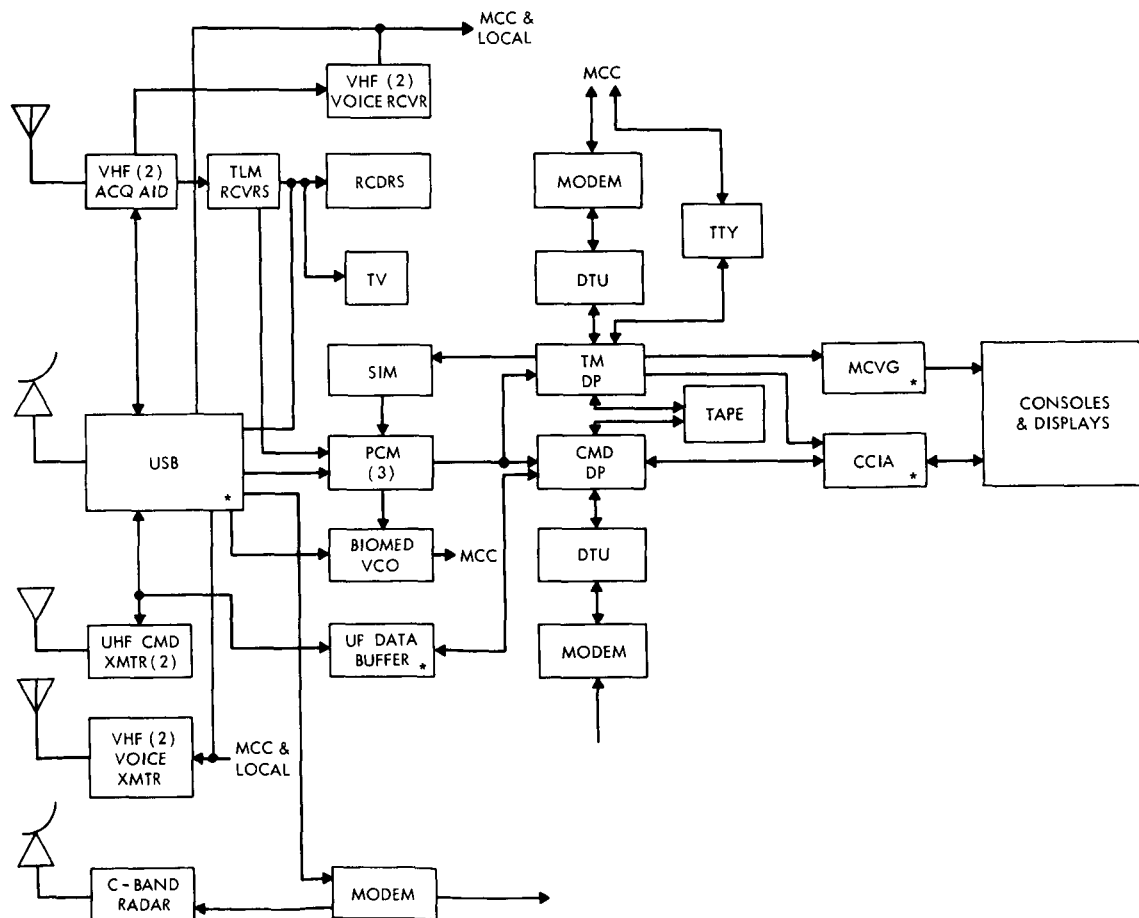 MCC &
LOCAL
VHF (2)
VOICE RCVR
MCC
VHF (2)
ACQ AID
TLM
RCVRS
RCDRS
MODEM
TTY
TV
DTU
SIM
TM
DP
MCVG
*
CONSOLES
& DISPLAYS
TAPE
USB
*
PCM
(3)
CMD
DP
CCIA
*
BIOMED
VCO
MCC
DTU
UHF CMD
XMTR (2)
UF DATA
BUFFER
*
MODEM
VHF (2)
VOICE
XMTR
MCC &
LOCAL
C-BAND
RADAR
MODEM